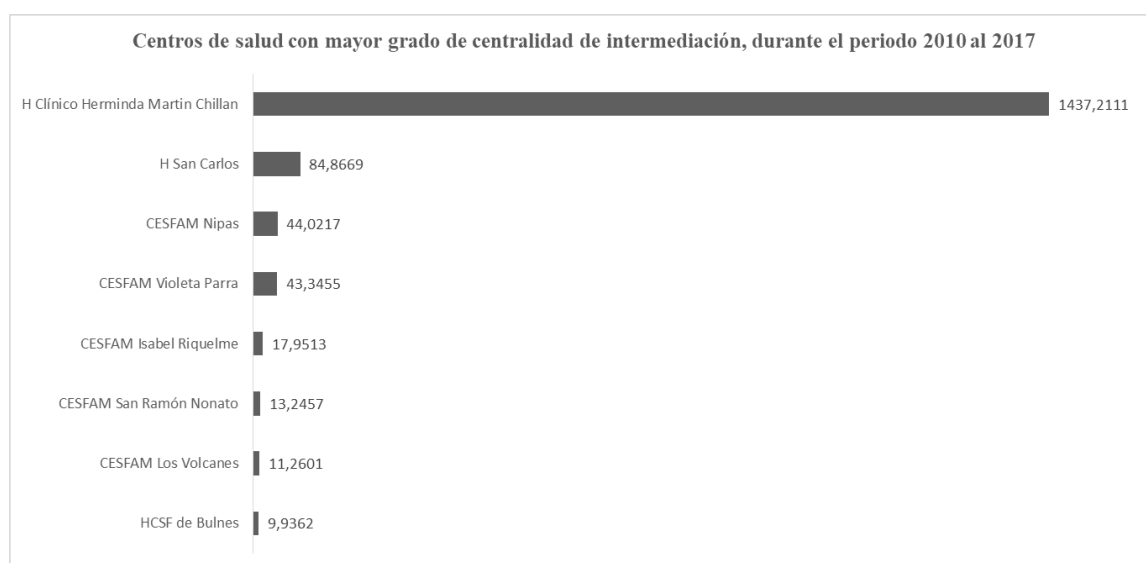 Centros de salud con mayor grado de centralidad de intermediación, durante el periodo 2010 al 2017
H Clínico Herminda Martin Chillan 1437,2111
H San Carlos 84,8669
CESFAM Nipas 44,0217
CESFAM Violeta Parra 43,3455
CESFAM Isabel Riquelme 17,9513
CESFAM San Ramón Nonato 13,2457
CESFAM Los Volcanes 11,2601
HCSF de Bulnes 9,9362